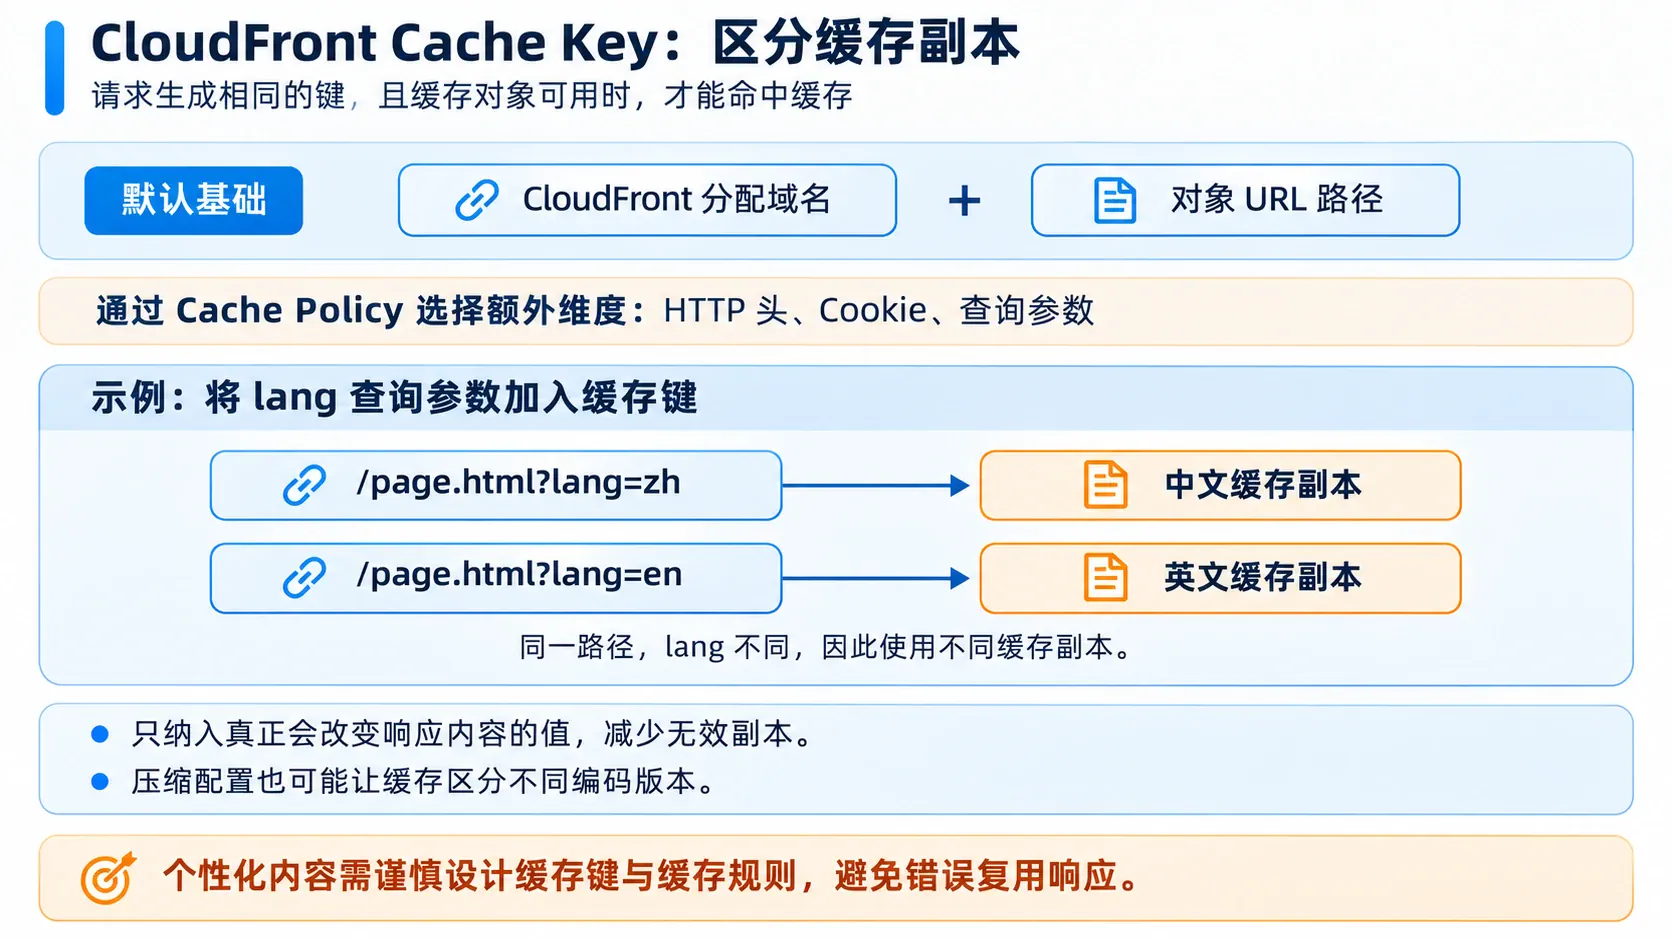 CloudFront Cache Key：区分缓存副本
请求生成相同的键，且缓存对象可用时，才能命中缓存
默认基础
CloudFront 分配域名
+
对象 URL 路径
通过 Cache Policy 选择额外维度：HTTP 头、Cookie、查询参数
示例：将 lang 查询参数加入缓存键
/page.html?lang=zh
中文缓存副本
/page.html?lang=en
英文缓存副本
同一路径，lang 不同，因此使用不同缓存副本。
只纳入真正会改变响应内容的值，减少无效副本。
压缩配置也可能让缓存区分不同编码版本。
个性化内容需谨慎设计缓存键与缓存规则，避免错误复用响应。